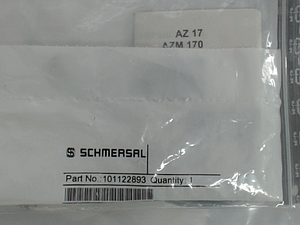 AZ 17
AZM 170
SCHMERSAL
Part No.:101122893 Quantity: 1